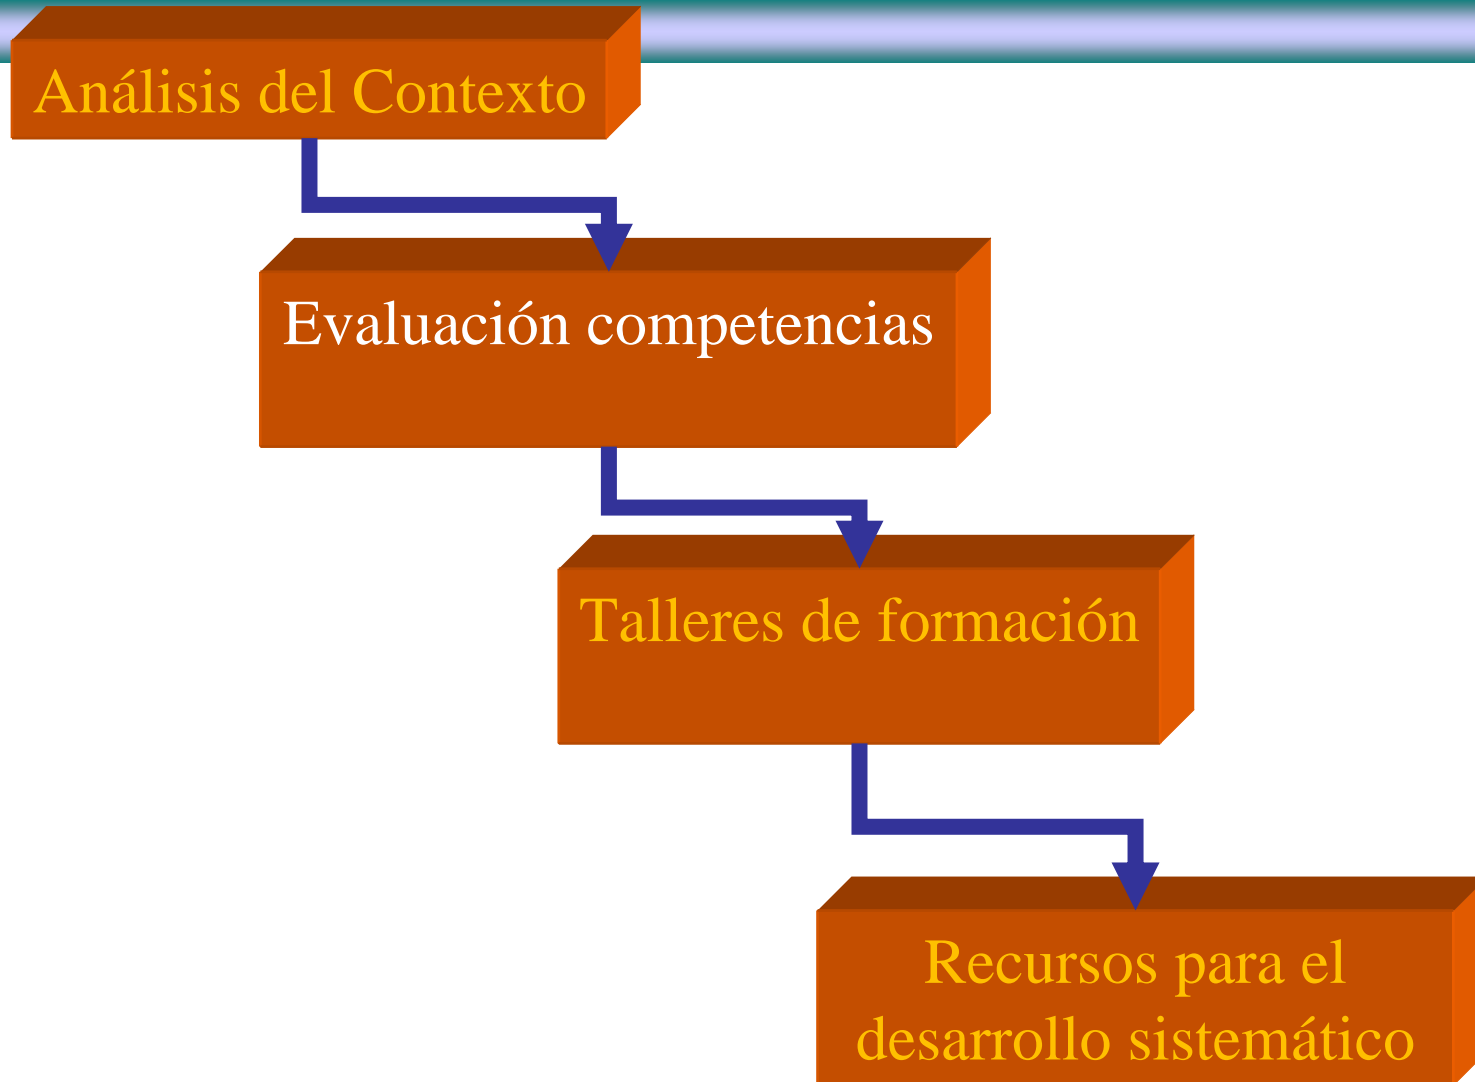 Análisis del Contexto
Evaluación competencias
Talleres de formación
Recursos para el
desarrollo sistemático